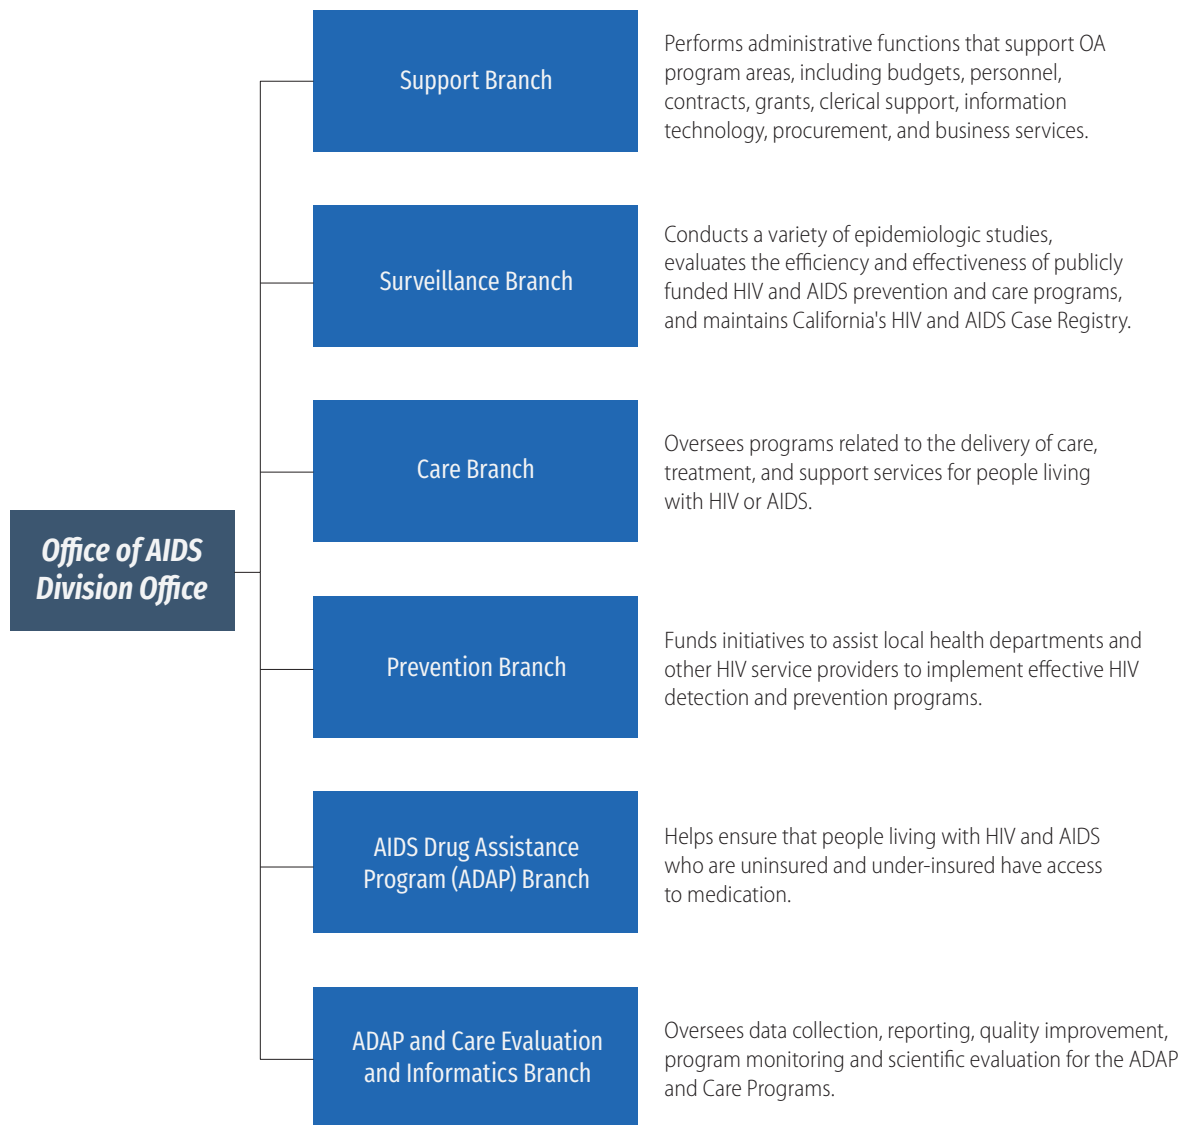 Support Branch
Performs administrative functions that support OA
program areas, including budgets, personnel,
contracts, grants, clerical support, information
technology, procurement, and business services.
Surveillance Branch
Conducts a variety of epidemiologic studies,
evaluates the efficiency and effectiveness of publicly
funded HIV and AIDS prevention and care programs,
and maintains California's HIV and AIDS Case Registry.
Care Branch
Oversees programs related to the delivery of care,
treatment, and support services for people living
with HIV or AIDS.
Office of AIDS
Division Office
Prevention Branch
Funds initiatives to assist local health departments and
other HIV service providers to implement effective HIV
detection and prevention programs.
AIDS Drug Assistance
Program (ADAP) Branch
Helps ensure that people living with HIV and AIDS
who are uninsured and under-insured have access
to medication.
ADAP and Care Evaluation
and Informatics Branch
Oversees data collection, reporting, quality improvement,
program monitoring and scientific evaluation for the ADAP
and Care Programs.